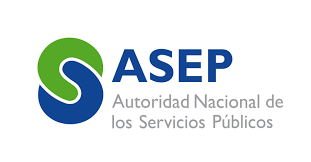 ASEP
Autoridad Nacional de
los Servicios Públicos